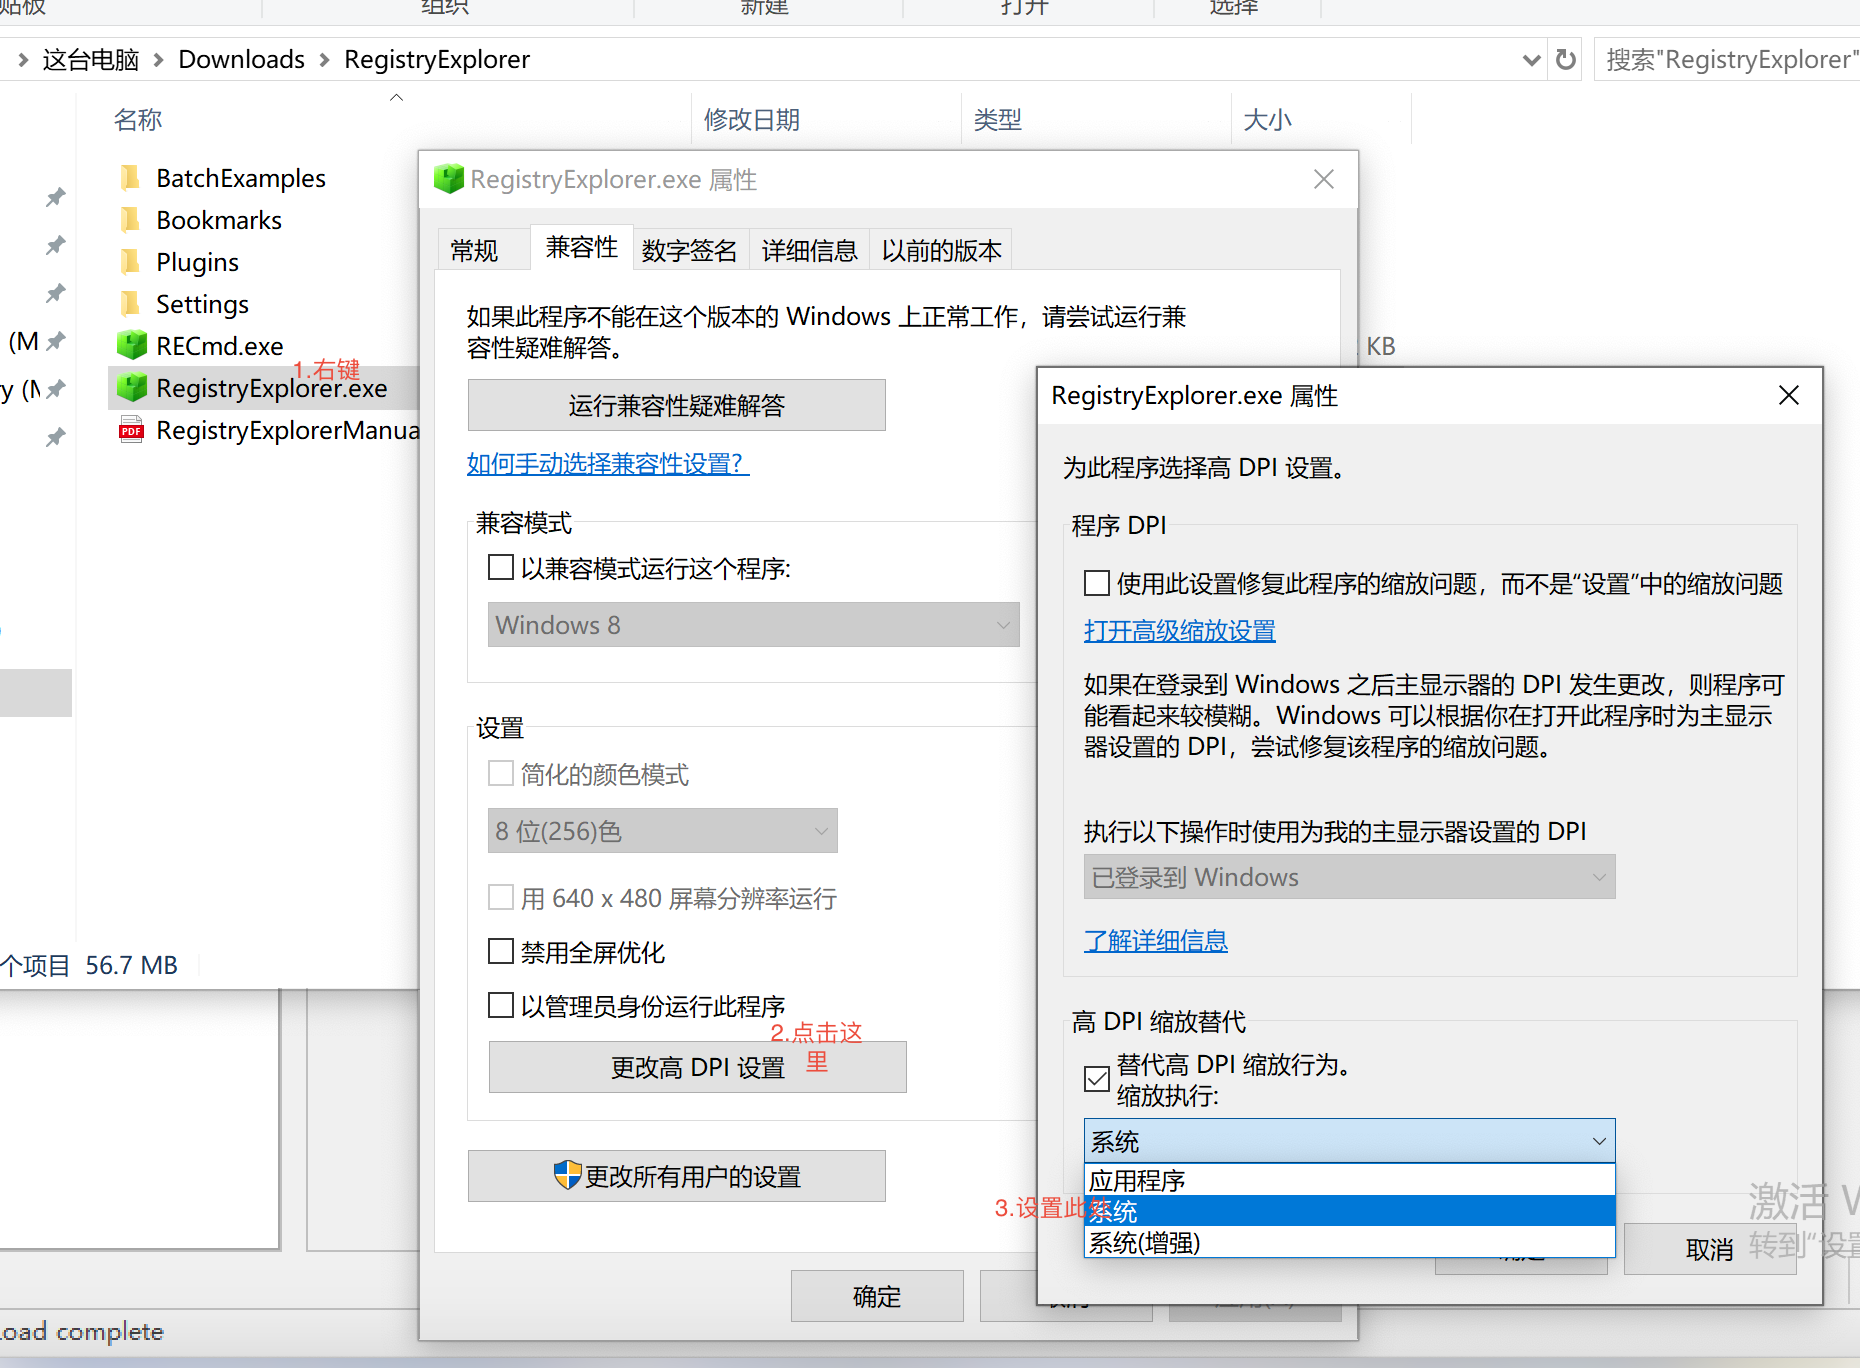 贴板
组织
新建
打开
选择
这台电脑
Downloads
RegistryExplorer
搜索"RegistryExplorer"
名称
修改日期
类型
大小
BatchExamples
Bookmarks
Plugins
Settings
(M
RECmd.exe
KB
1.右键
RegistryExplorer.exe
RegistryExplorerManua
PDF
个项目 56.7 MB
oad complete
RegistryExplorer.exe 属性
常规
兼容性
数字签名
详细信息
以前的版本
如果此程序不能在这个版本的 Windows 上正常工作，请尝试运行兼
容性疑难解答。
运行兼容性疑难解答
如何手动选择兼容性设置?
兼容模式
以兼容模式运行这个程序:
Windows 8
设置
简化的颜色模式
8 位(256)色
用 640 x 480 屏幕分辨率运行
禁用全屏优化
以管理员身份运行此程序
2.点击这
里
更改高 DPI 设置
更改所有用户的设置
确定
RegistryExplorer.exe 属性
为此程序选择高 DPI 设置。
程序 DPI
使用此设置修复此程序的缩放问题，而不是“设置”中的缩放问题
打开高级缩放设置
如果在登录到 Windows 之后主显示器的 DPI 发生更改，则程序可
能看起来较模糊。Windows 可以根据你在打开此程序时为主显示
器设置的 DPI，尝试修复该程序的缩放问题。
执行以下操作时使用为我的主显示器设置的 DPI
已登录到 Windows
了解详细信息
高 DPI 缩放替代
替代高 DPI 缩放行为。
缩放执行:
系统
应用程序
3.设置此处
系统
系统(增强)
取消
激活 W
转到“设置